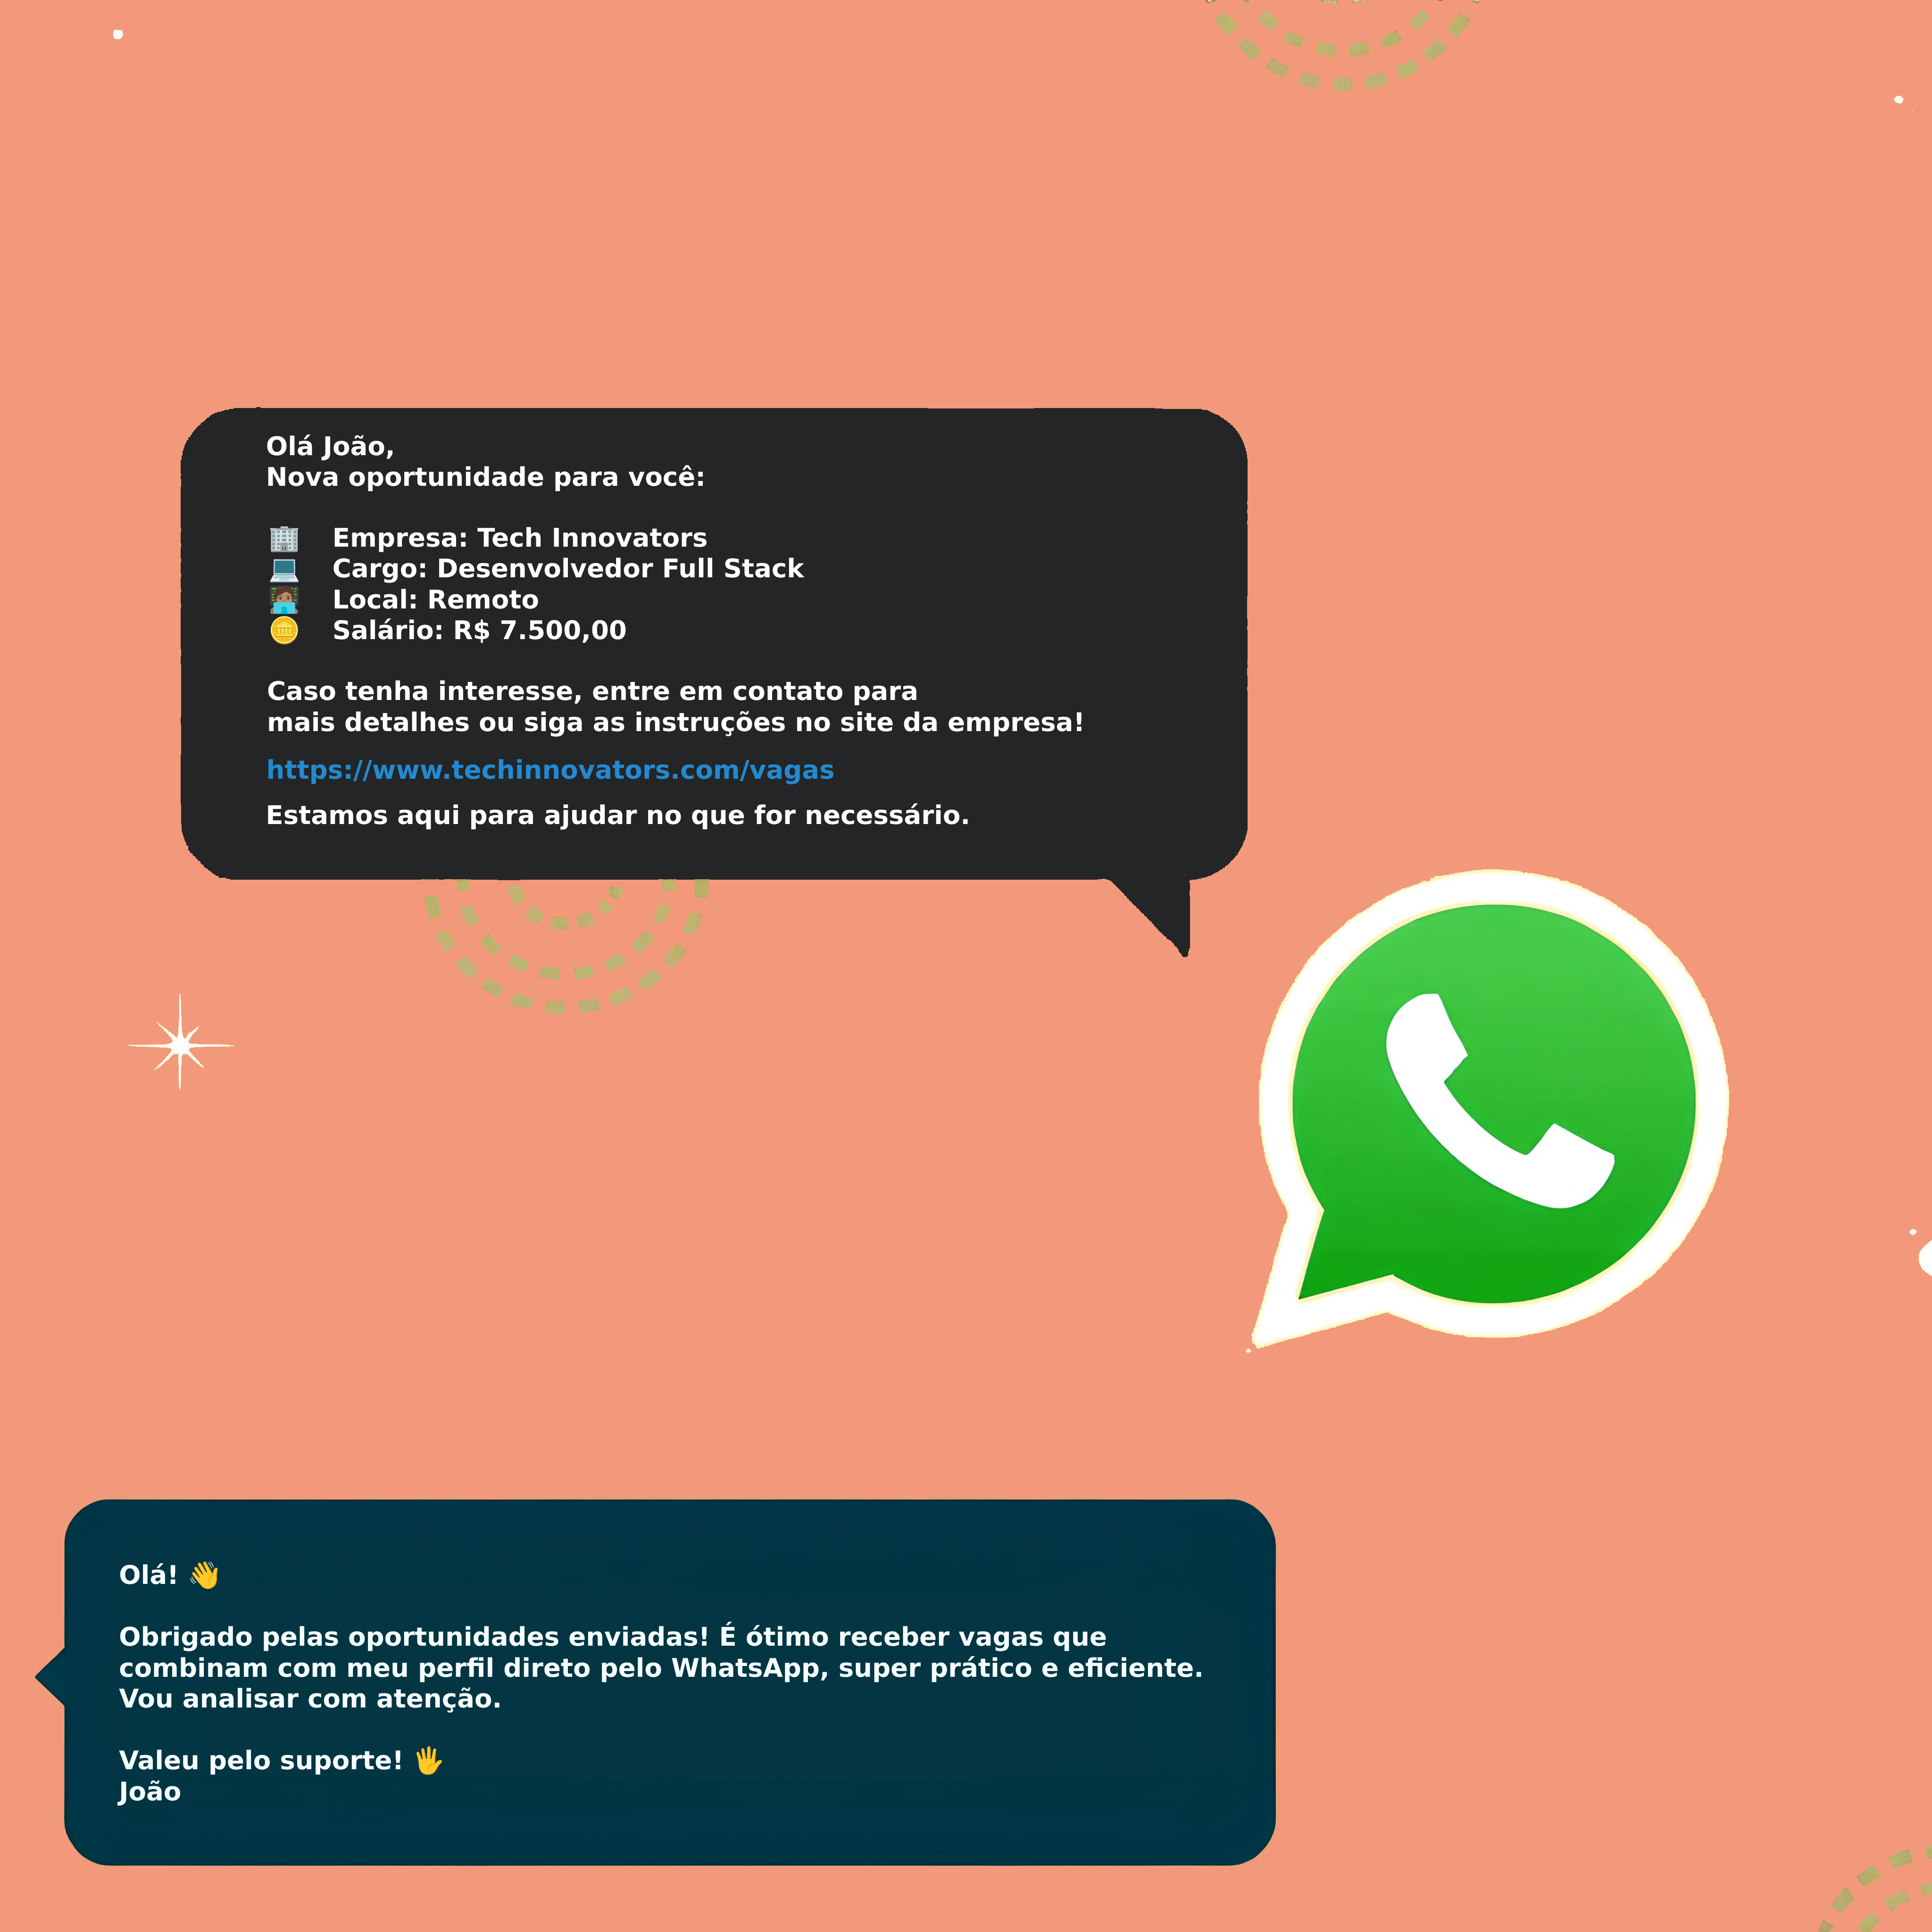 Olá João,
Nova oportunidade para você:
🏢 Empresa: Tech Innovators
💻 Cargo: Desenvolvedor Full Stack
👩🏽‍💻 Local: Remoto
🪙 Salário: R$ 7.500,00
Caso tenha interesse, entre em contato para
mais detalhes ou siga as instruções no site da empresa!
https://www.techinnovators.com/vagas
Estamos aqui para ajudar no que for necessário.
Olá! 👋
Obrigado pelas oportunidades enviadas! É ótimo receber vagas que
combinam com meu perfil direto pelo WhatsApp, super prático e eficiente.
Vou analisar com atenção.
Valeu pelo suporte! 🖐
João